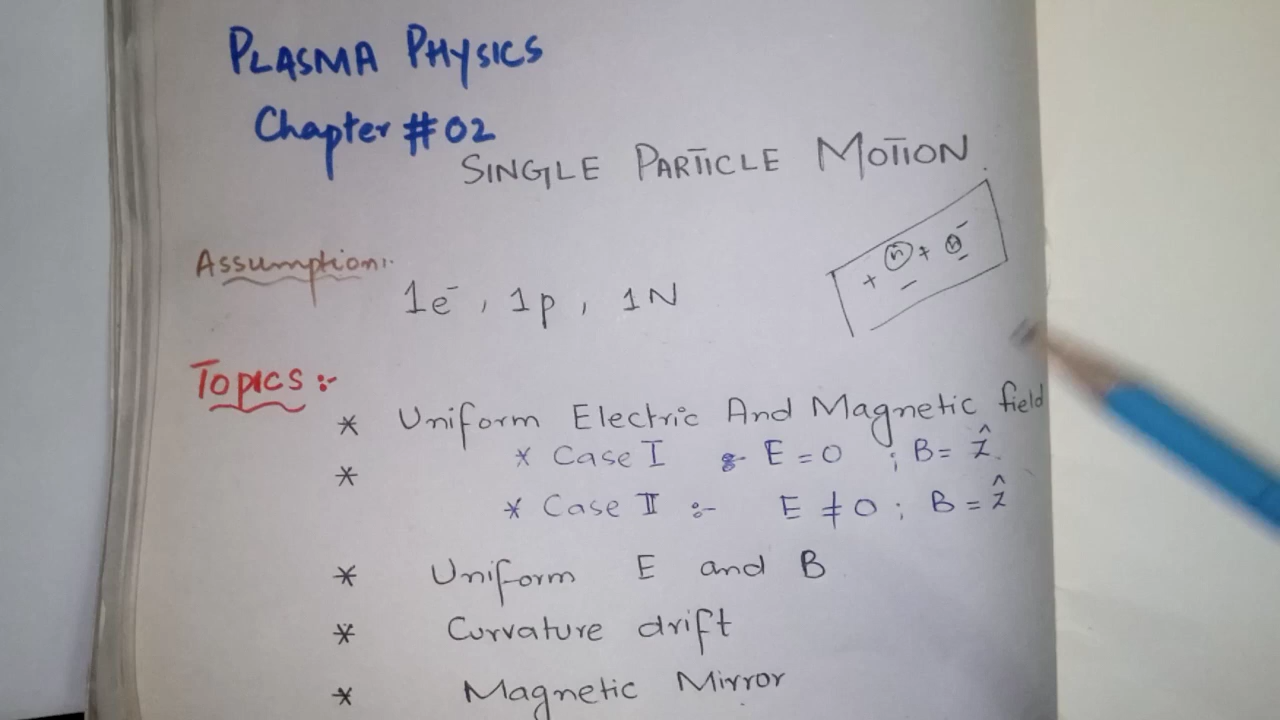 PLASMA PHYSICS
Chapter #02
SINGLE PARTICLE MOTION.
Assumption:.
1e⁻, 1p, 1N
+ n + n -
- -
Topics :-
* Uniform Electric And Magnetic field
* Case I :- E = 0 ; B = ẑ.
*
* Case II :- E ≠ 0 ; B = ẑ
* Uniform E and B
* Curvature drift
* Magnetic Mirror